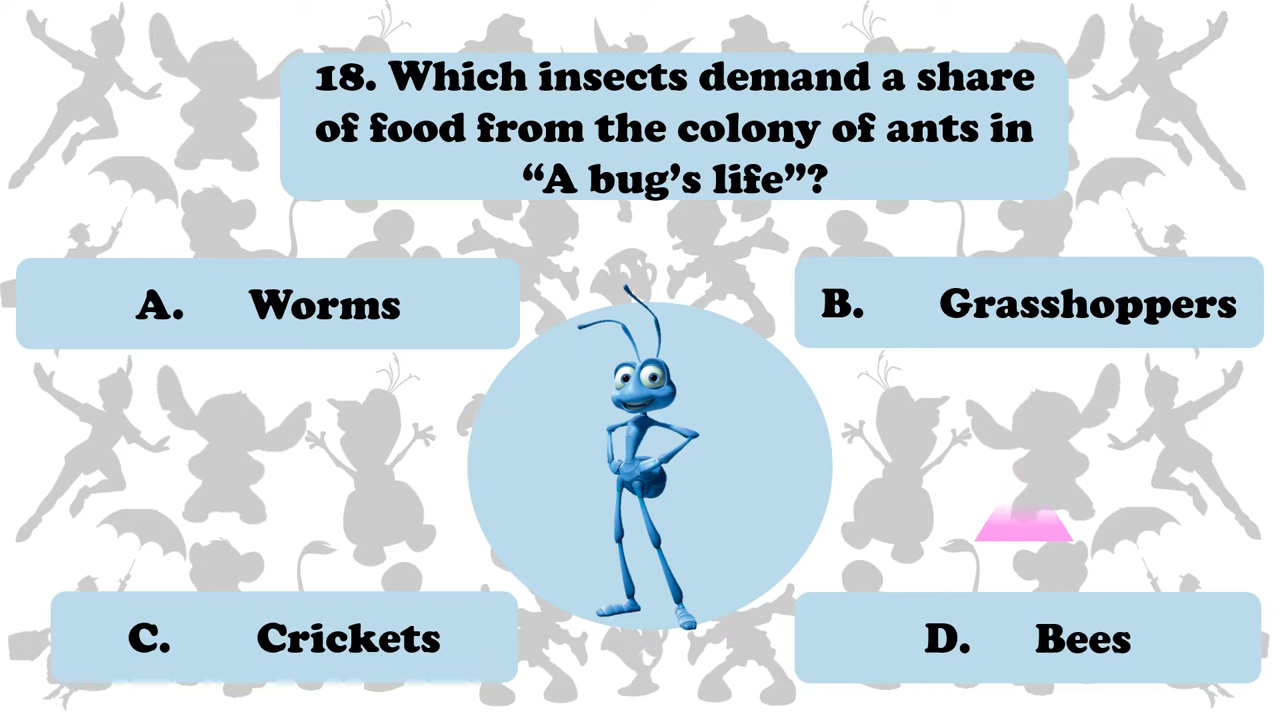 18. Which insects demand a share
of food from the colony of ants in
“A bug’s life”?
A. Worms
B. Grasshoppers
C. Crickets
D. Bees